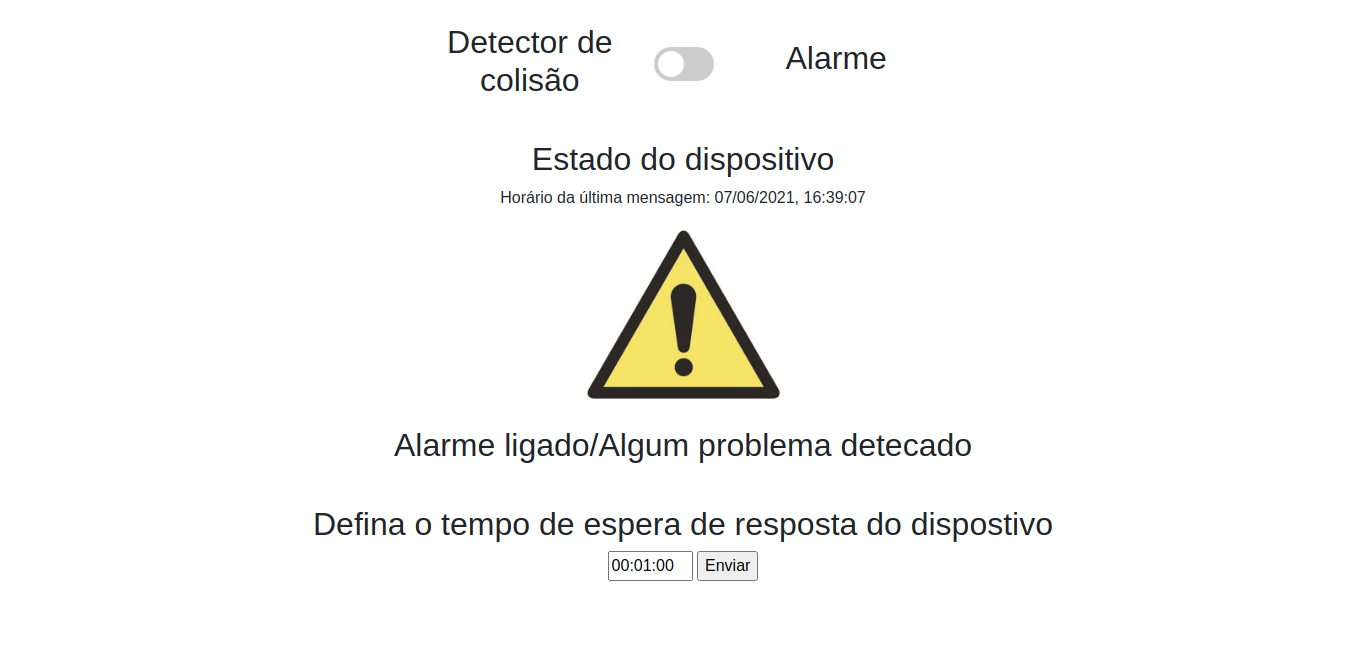 Detector de
colisão
Alarme
Estado do dispositivo
Horário da última mensagem: 07/06/2021, 16:39:07
Alarme ligado/Algum problema detecado
Defina o tempo de espera de resposta do dispostivo
00:01:00 Enviar